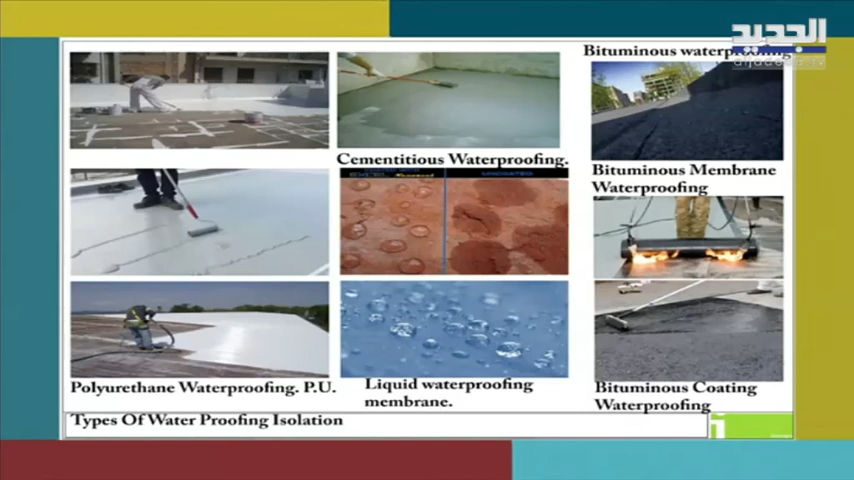 الجديد
aljadeed.tv
Bituminous waterproofing
Cementitious Waterproofing.
UNCOATED
Bituminous Membrane
Waterproofing
Polyurethane Waterproofing. P.U.
Liquid waterproofing
membrane.
Bituminous Coating
Waterproofing
Types Of Water Proofing Isolation